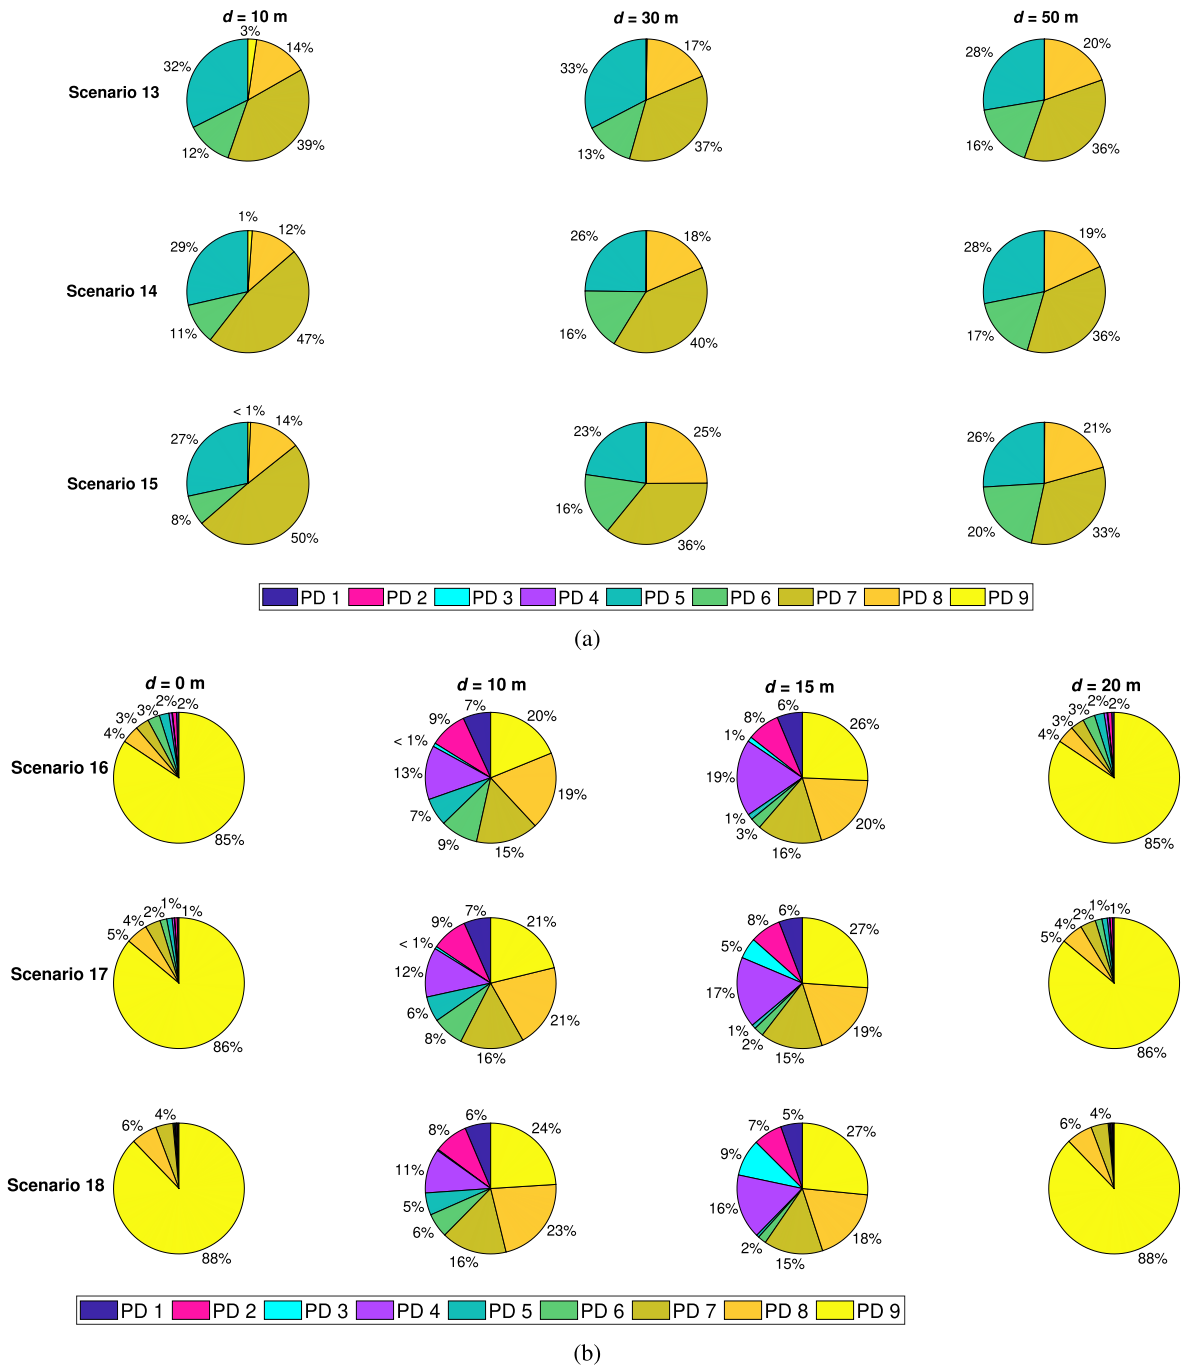 d = 10 m d = 30 m d = 50 m
3% 14% 39% 12% 32%
17% 37% 13% 33%
20% 36% 16% 28%
Scenario 13
1% 12% 47% 11% 29%
18% 40% 16% 26%
19% 36% 17% 28%
Scenario 14
< 1% 14% 50% 8% 27%
25% 36% 16% 23%
21% 33% 20% 26%
Scenario 15
PD 1 PD 2 PD 3 PD 4 PD 5 PD 6 PD 7 PD 8 PD 9
(a)
d = 0 m d = 10 m d = 15 m d = 20 m
4% 3% 3% 2% 2% 85%
7% 9% < 1% 13% 7% 9% 15% 19% 20%
6% 8% 1% 19% 1% 3% 16% 20% 26%
4% 3% 3% 2% 2% 85%
Scenario 16
5% 4% 2% 1% 1% 86%
7% 9% < 1% 12% 6% 8% 16% 21% 21%
6% 8% 5% 17% 1% 2% 15% 19% 27%
5% 4% 2% 1% 1% 86%
Scenario 17
6% 4% 88%
6% 8% 11% 5% 6% 16% 23% 24%
5% 7% 9% 16% 2% 15% 18% 27%
6% 4% 88%
Scenario 18
PD 1 PD 2 PD 3 PD 4 PD 5 PD 6 PD 7 PD 8 PD 9
(b)